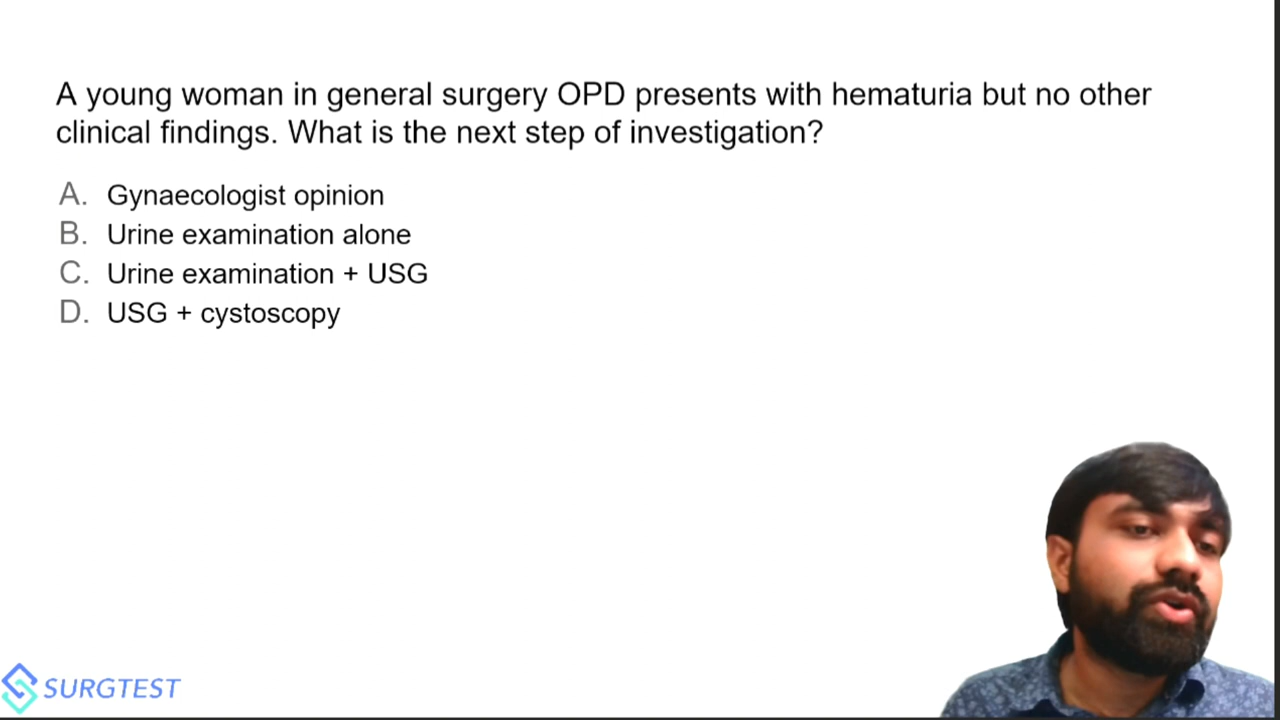 A young woman in general surgery OPD presents with hematuria but no other
clinical findings. What is the next step of investigation?
A. Gynaecologist opinion
B. Urine examination alone
C. Urine examination + USG
D. USG + cystoscopy
SURGTEST